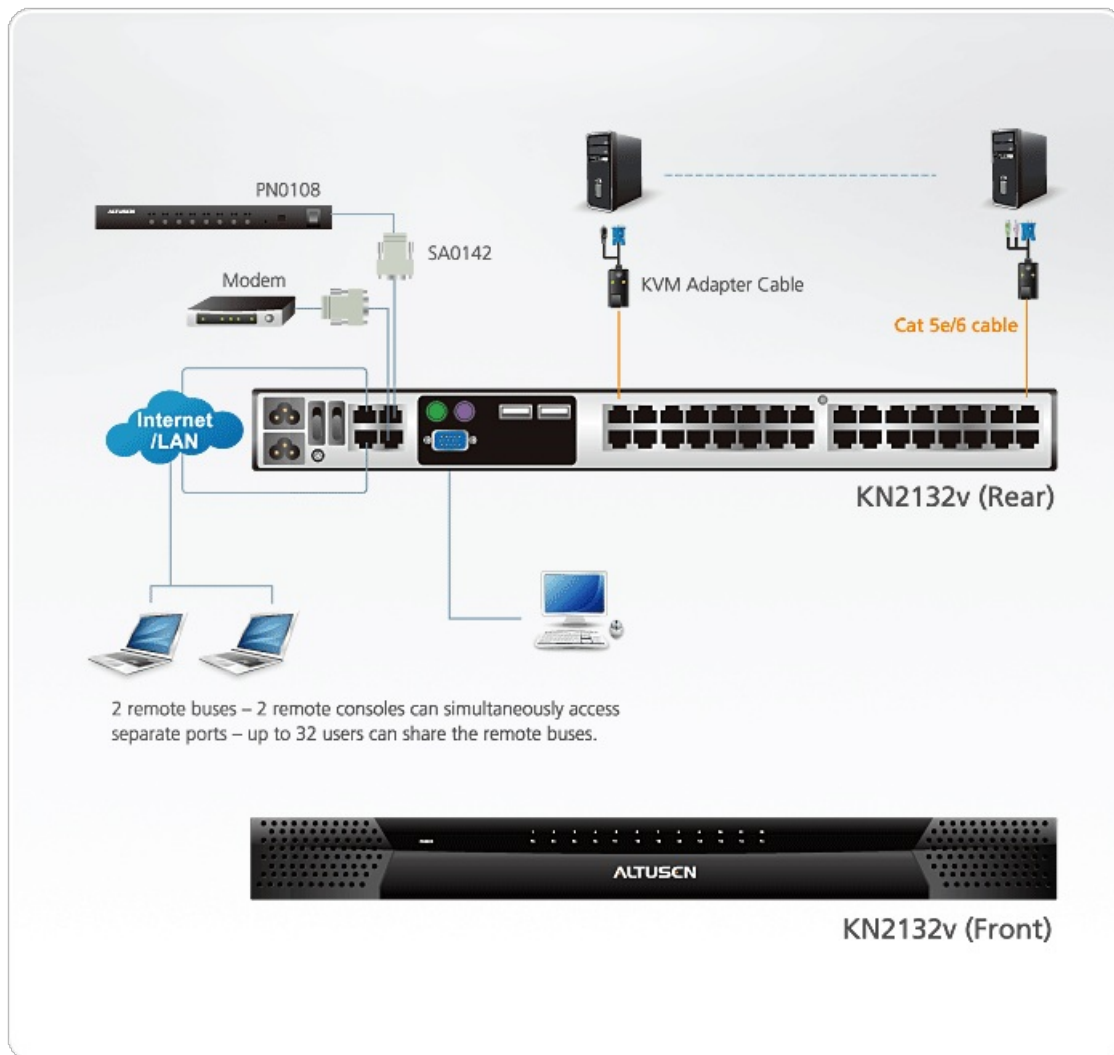 PN0108
ALTUSEN
SA0142
Modem
KVM Adapter Cable
Cat 5e/6 cable
Internet
/LAN
KN2132v (Rear)
2 remote buses – 2 remote consoles can simultaneously access
separate ports – up to 32 users can share the remote buses.
ALTUSEN
KN2132v (Front)